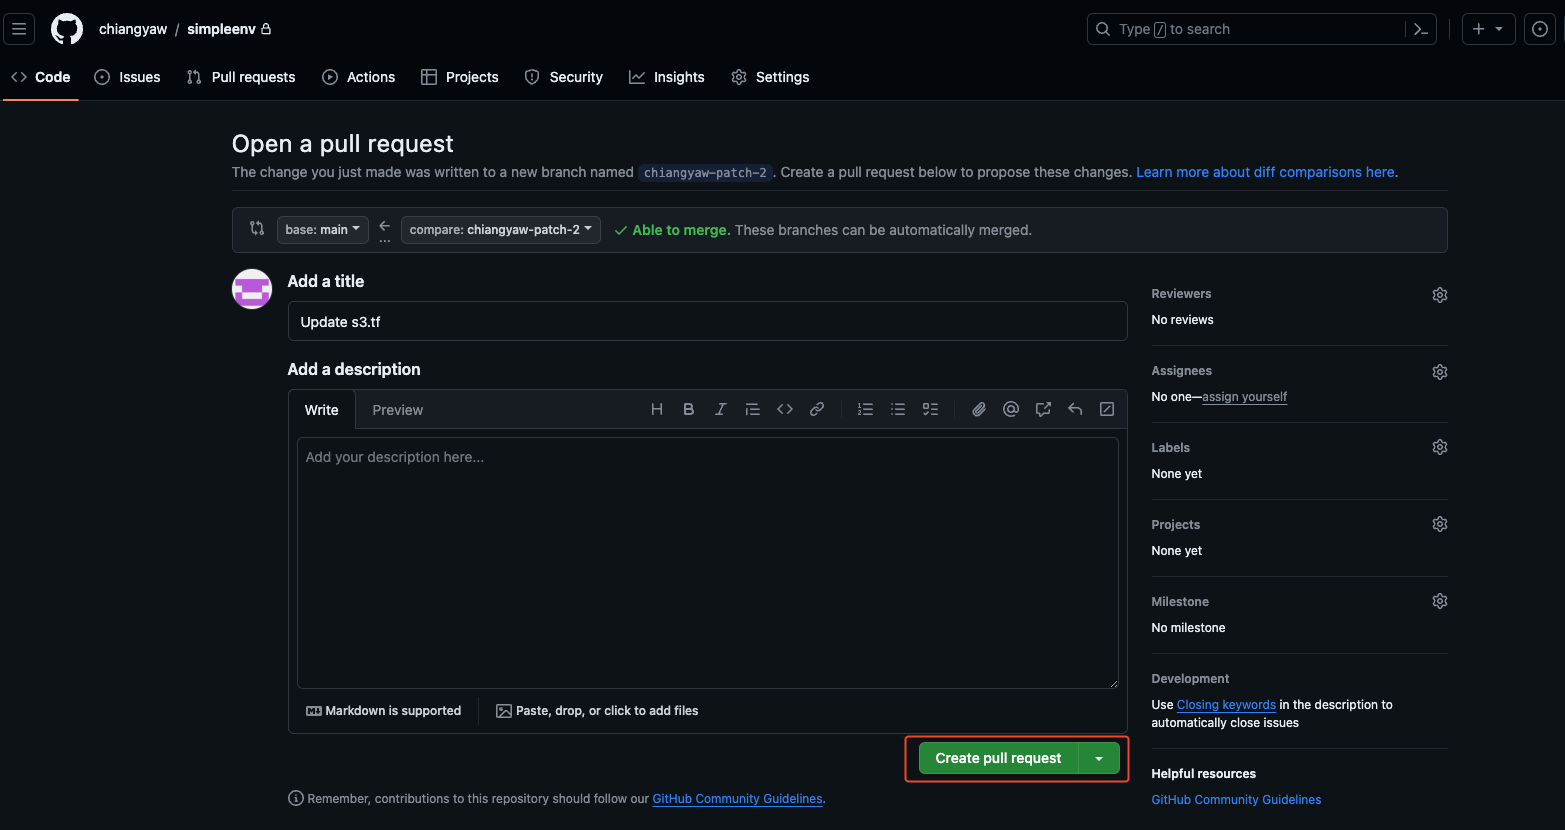 chiangyaw / simpleenv
Type / to search
Code Issues Pull requests Actions Projects Security Insights Settings
Open a pull request
The change you just made was written to a new branch named chiangyaw-patch-2. Create a pull request below to propose these changes. Learn more about diff comparisons here.
base: main compare: chiangyaw-patch-2 Able to merge. These branches can be automatically merged.
Add a title
Update s3.tf
Add a description
Write Preview
Add your description here...
Markdown is supported Paste, drop, or click to add files
Create pull request
Remember, contributions to this repository should follow our GitHub Community Guidelines.
Reviewers
No reviews
Assignees
No one—assign yourself
Labels
None yet
Projects
None yet
Milestone
No milestone
Development
Use Closing keywords in the description to
automatically close issues
Helpful resources
GitHub Community Guidelines